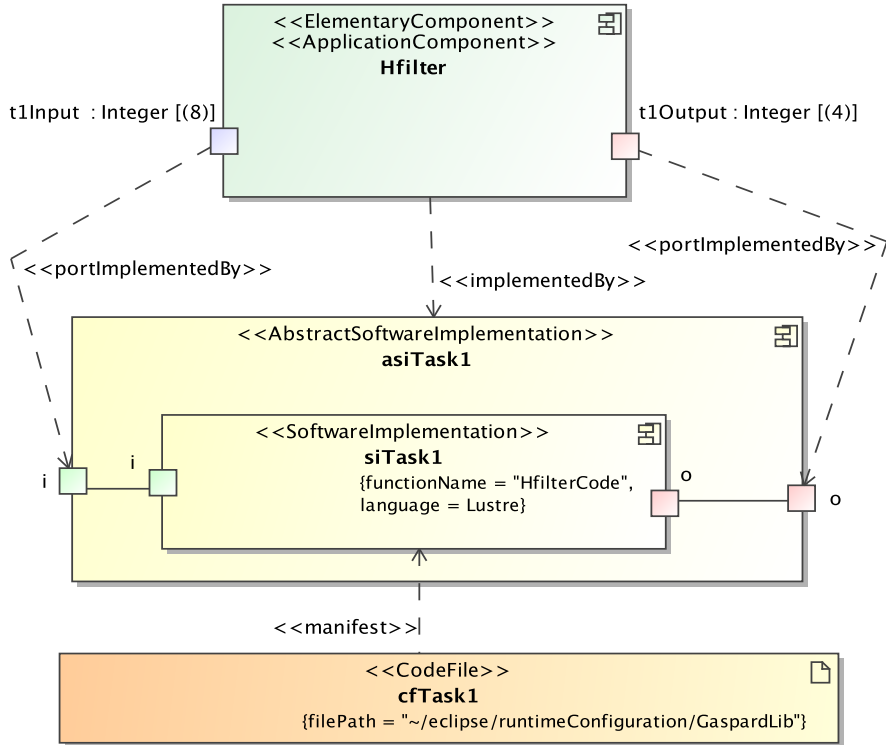 <<ElementaryComponent>>
<<ApplicationComponent>>
Hfilter
t1Input : Integer [(8)]
t1Output : Integer [(4)]
<<portImplementedBy>>
<<portImplementedBy>>
<<implementedBy>>
<<AbstractSoftwareImplementation>>
asiTask1
<<SoftwareImplementation>>
siTask1
{functionName = "HfilterCode",
language = Lustre}
i
i
o
o
<<manifest>>
<<CodeFile>>
cfTask1
{filePath = "~/eclipse/runtimeConfiguration/GaspardLib"}